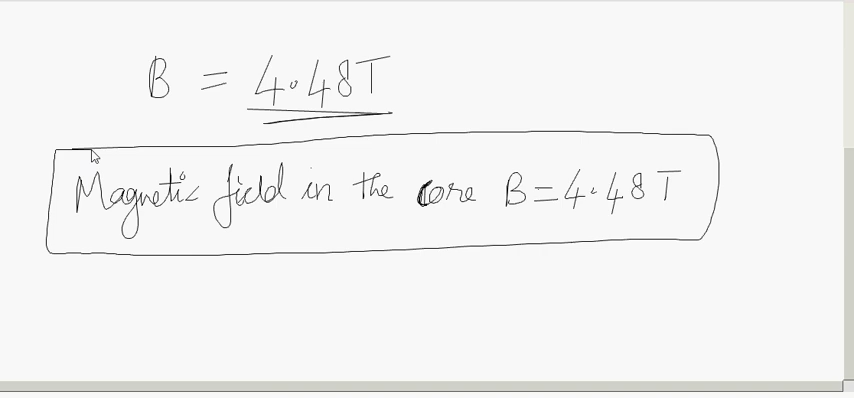 B = 4.48T
Magnetic field in the core B=4.48T